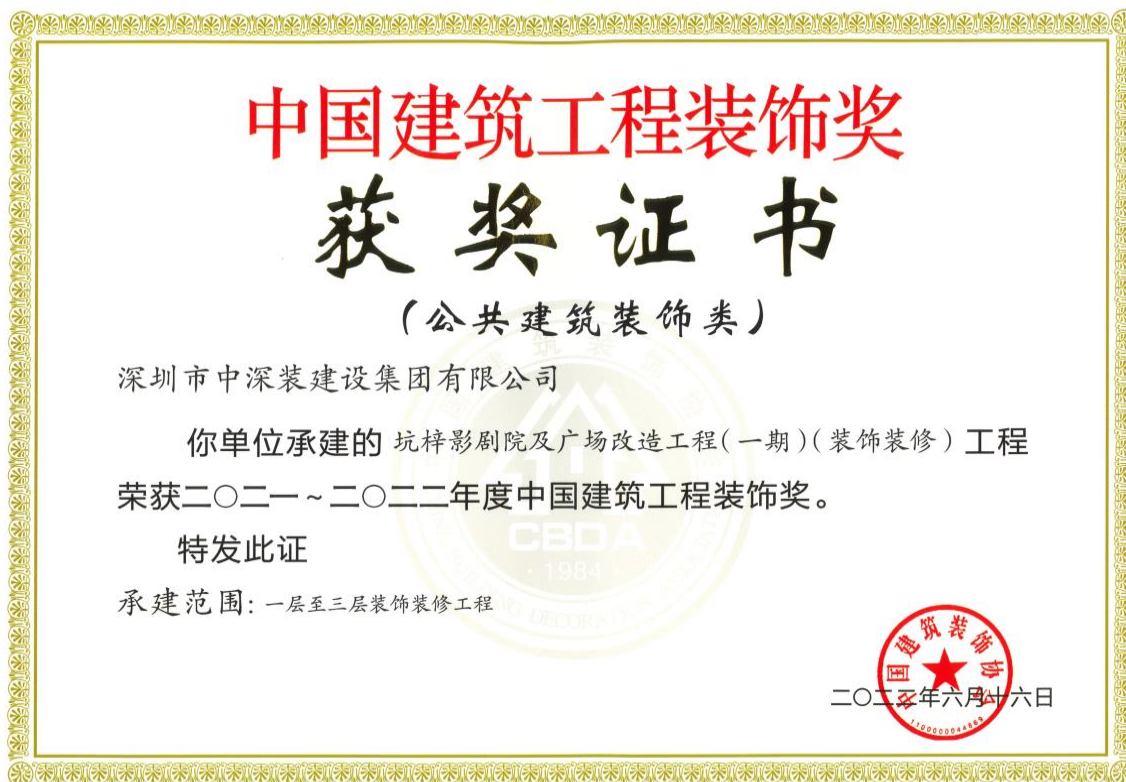 中国建筑工程装饰奖
获奖证书
（公共建筑装饰类）
深圳市中深装建设集团有限公司
你单位承建的 坑梓影剧院及广场改造工程(一期)(装饰装修) 工程
荣获二〇二一~二〇二二年度中国建筑工程装饰奖。
特发此证
承建范围: 一层至三层装饰装修工程
CBDA
·1984·
中国建筑装饰协会
二〇二三年六月十六日
1100000044869